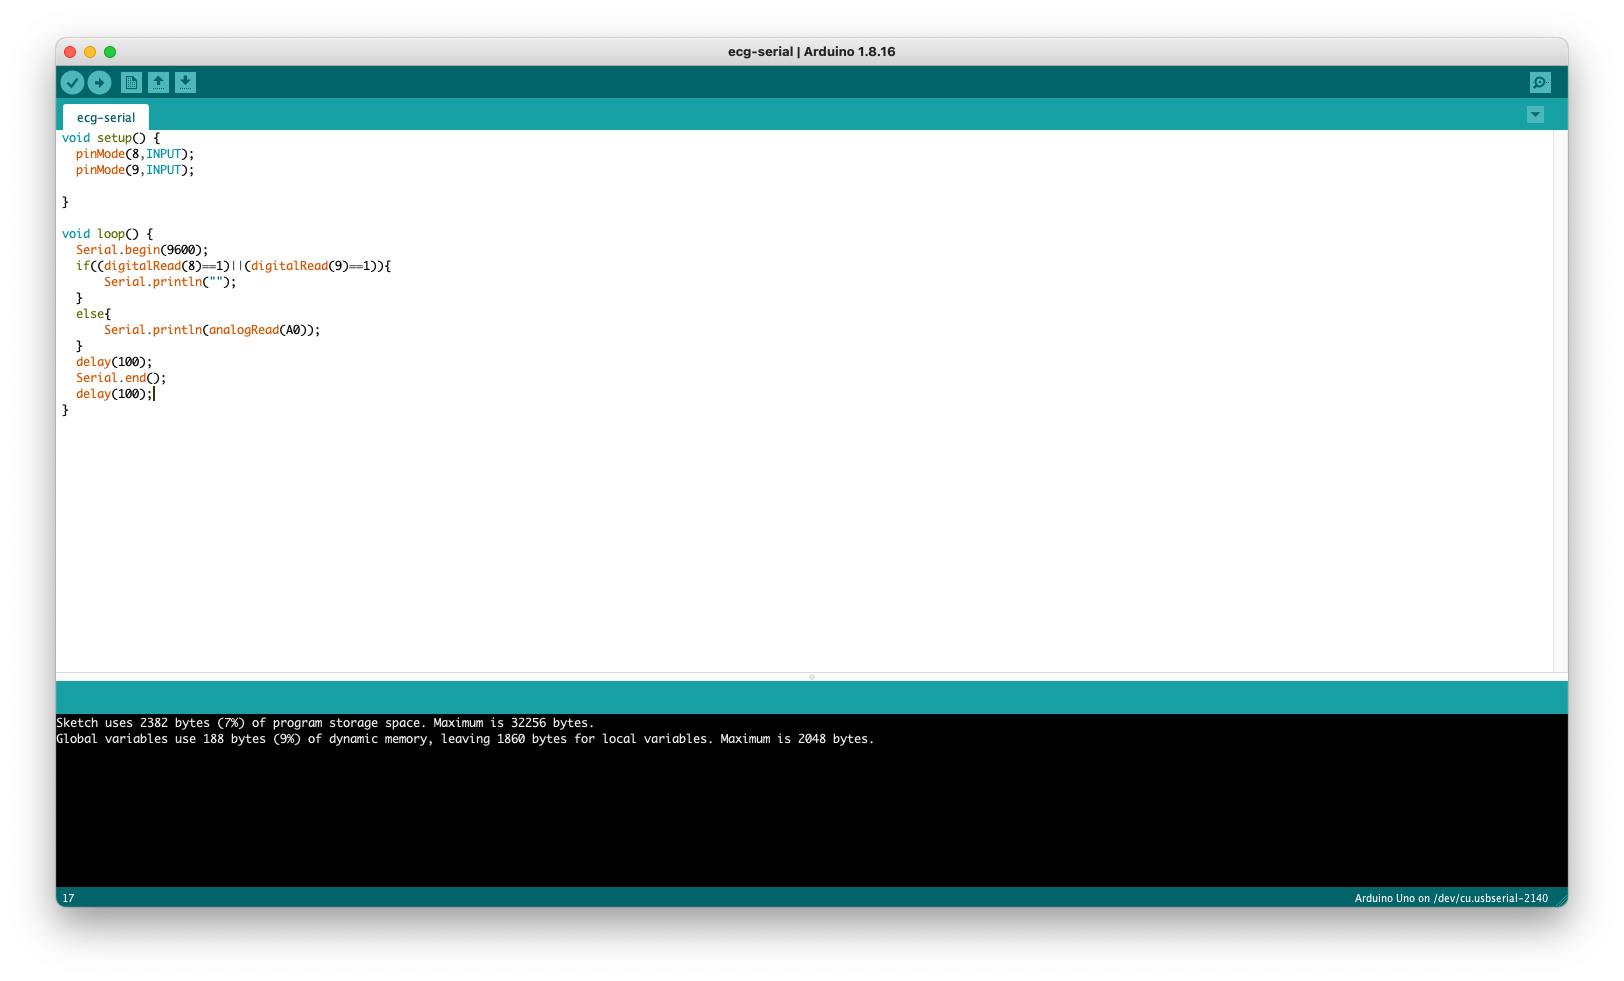 ecg-serial | Arduino 1.8.16
ecg-serial
void setup() {
  pinMode(8,INPUT);
  pinMode(9,INPUT);
}
void loop() {
  Serial.begin(9600);
  if((digitalRead(8)==1)||(digitalRead(9)==1)){
      Serial.println("");
  }
  else{
      Serial.println(analogRead(A0));
  }
  delay(100);
  Serial.end();
  delay(100);
}
Sketch uses 2382 bytes (7%) of program storage space. Maximum is 32256 bytes.
Global variables use 188 bytes (9%) of dynamic memory, leaving 1860 bytes for local variables. Maximum is 2048 bytes.
17
Arduino Uno on /dev/cu.usbserial-2140